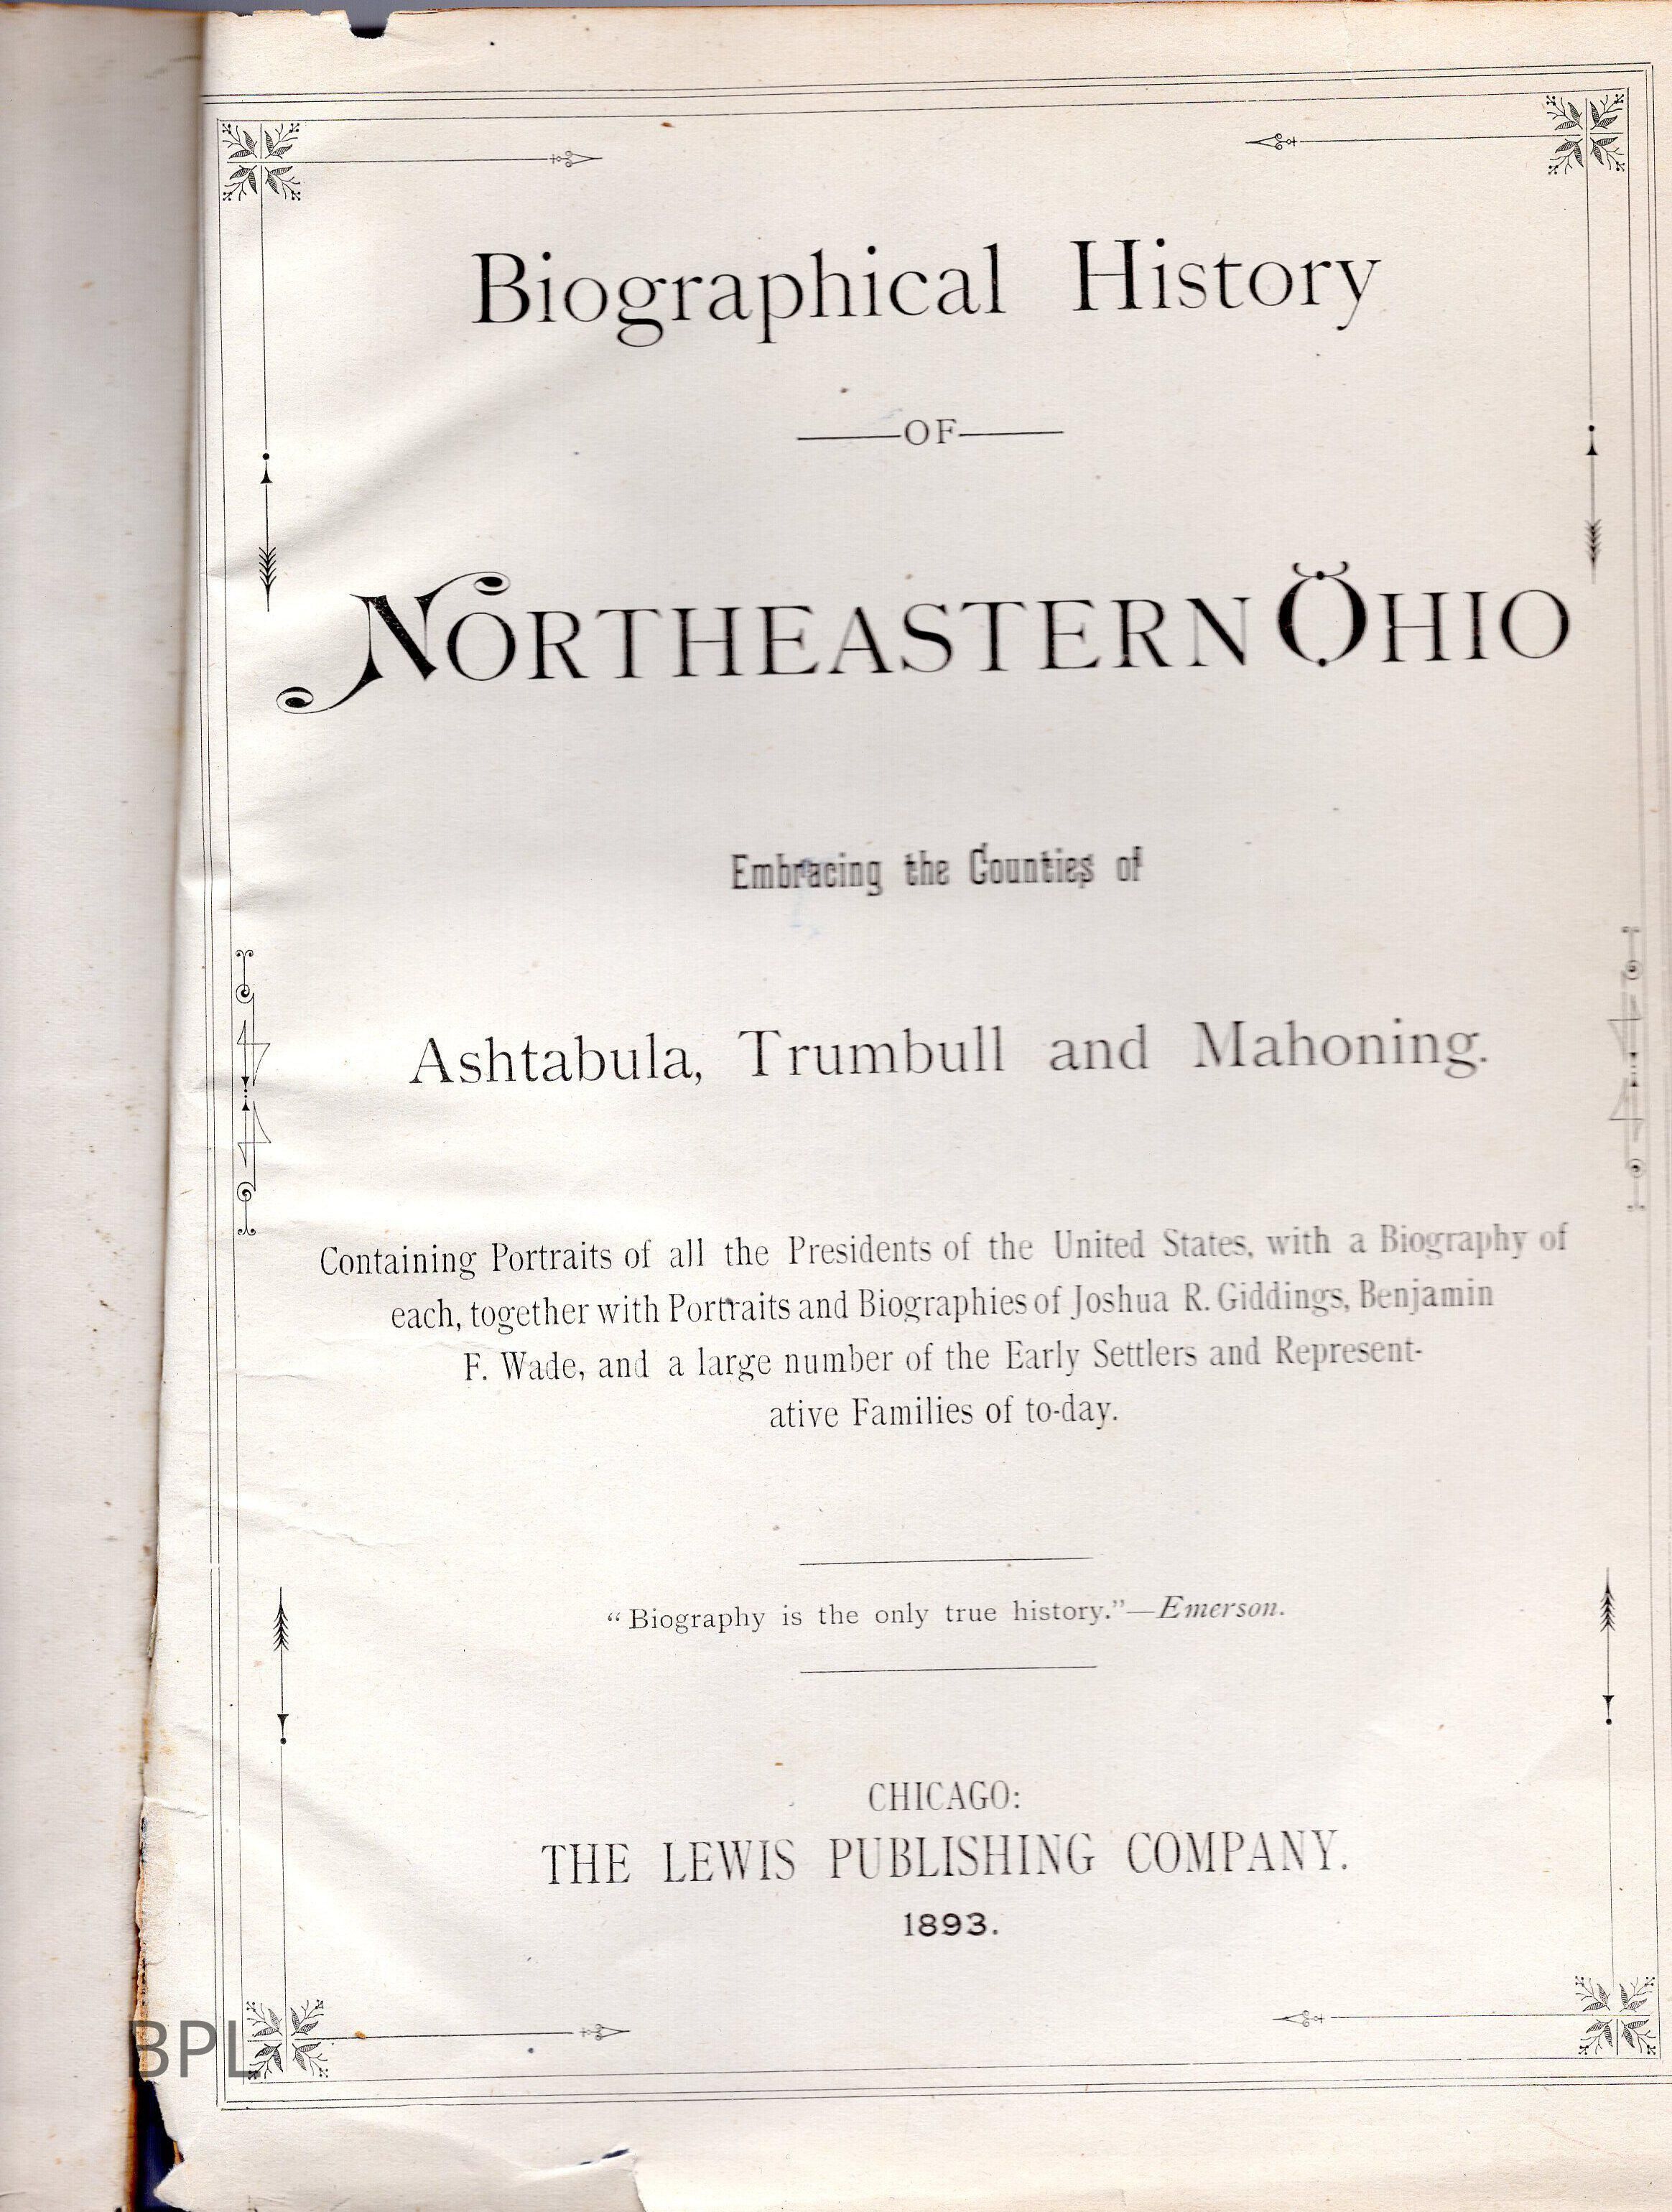 Biographical History
—OF—
NORTHEASTERN OHIO
Embracing the Counties of
Ashtabula, Trumbull and Mahoning.
Containing Portraits of all the Presidents of the United States, with a Biography of
each, together with Portraits and Biographies of Joshua R. Giddings, Benjamin
F. Wade, and a large number of the Early Settlers and Represent-
ative Families of to-day.
“Biography is the only true history.”—Emerson.
CHICAGO:
THE LEWIS PUBLISHING COMPANY.
1893.
BPL